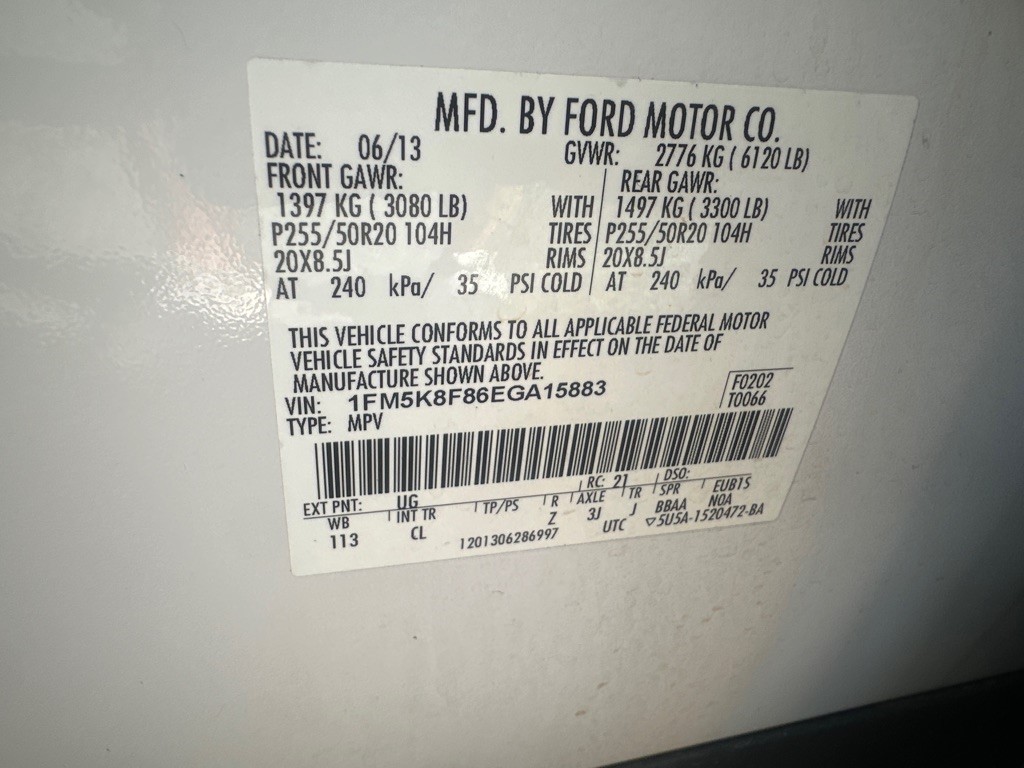 MFD. BY FORD MOTOR CO.
DATE: 06/13 GVWR: 2776 KG ( 6120 LB)
FRONT GAWR: REAR GAWR:
1397 KG ( 3080 LB) WITH 1497 KG ( 3300 LB) WITH
P255/50R20 104H TIRES P255/50R20 104H TIRES
20X8.5J RIMS 20X8.5J RIMS
AT 240 kPa/ 35 PSI COLD AT 240 kPa/ 35 PSI COLD
THIS VEHICLE CONFORMS TO ALL APPLICABLE FEDERAL MOTOR
VEHICLE SAFETY STANDARDS IN EFFECT ON THE DATE OF
MANUFACTURE SHOWN ABOVE.
VIN: 1FM5K8F86EGA15883 F0202
TYPE: MPV T0066
EXT PNT: UG RC: 21 DSO:
WB INT TR TP/PS R AXLE TR SPR EUB1S
113 CL Z 3J J BBAA NOA
1201306286997 UTC ▽5U5A-1520472-BA